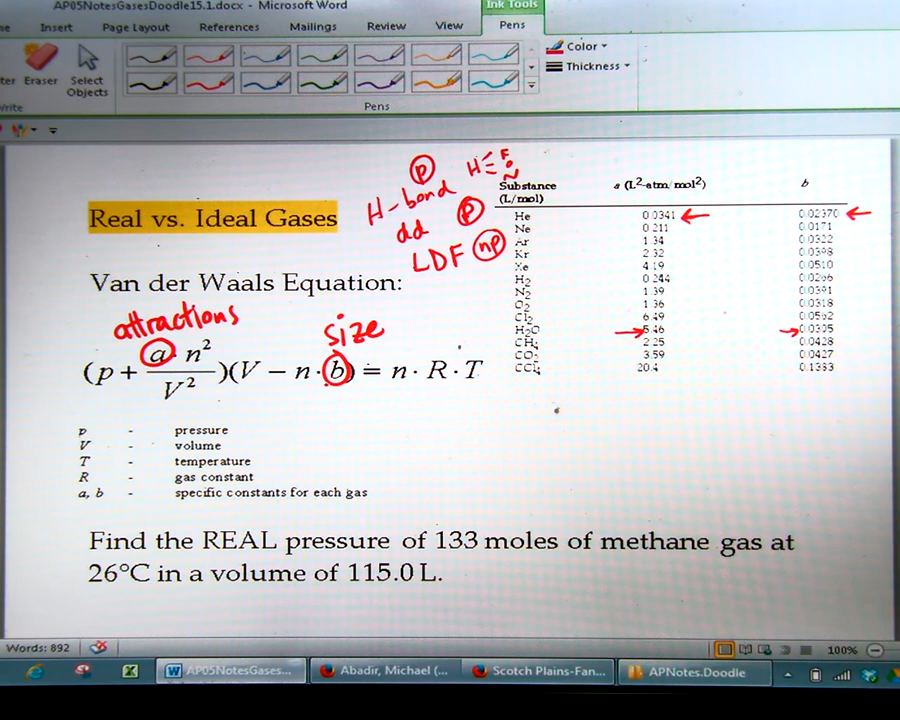 AP05NotesGasesDoodle15.1.docx - Microsoft Word
Ink Tools
Insert Page Layout References Mailings Review View Pens
Eraser Select Objects
Color
Thickness
Pens
Real vs. Ideal Gases
p H F O N
H-bond
dd p
LDF np
Substance a (L²-atm/mol²) b
(L/mol)
He 0.0341 0.02370
Ne 0.211 0.0171
Ar 1.34 0.0322
Kr 2.32 0.0398
Xe 4.19 0.0510
H₂ 0.244 0.0266
N₂ 1.39 0.0391
O₂ 1.36 0.0318
Cl₂ 6.49 0.0562
H₂O 5.46 0.0305
CH₄ 2.25 0.0428
CO₂ 3.59 0.0427
CCl₄ 20.4 0.1383
Van der Waals Equation:
attractions size
(p + a · n² / V²)(V − n · b) = n · R · T
p - pressure
V - volume
T - temperature
R - gas constant
a, b - specific constants for each gas
Find the REAL pressure of 133 moles of methane gas at
26°C in a volume of 115.0 L.
Words: 892 100%
AP05NotesGases... Abadir, Michael (... Scotch Plains-Fan... APNotes.Doodle